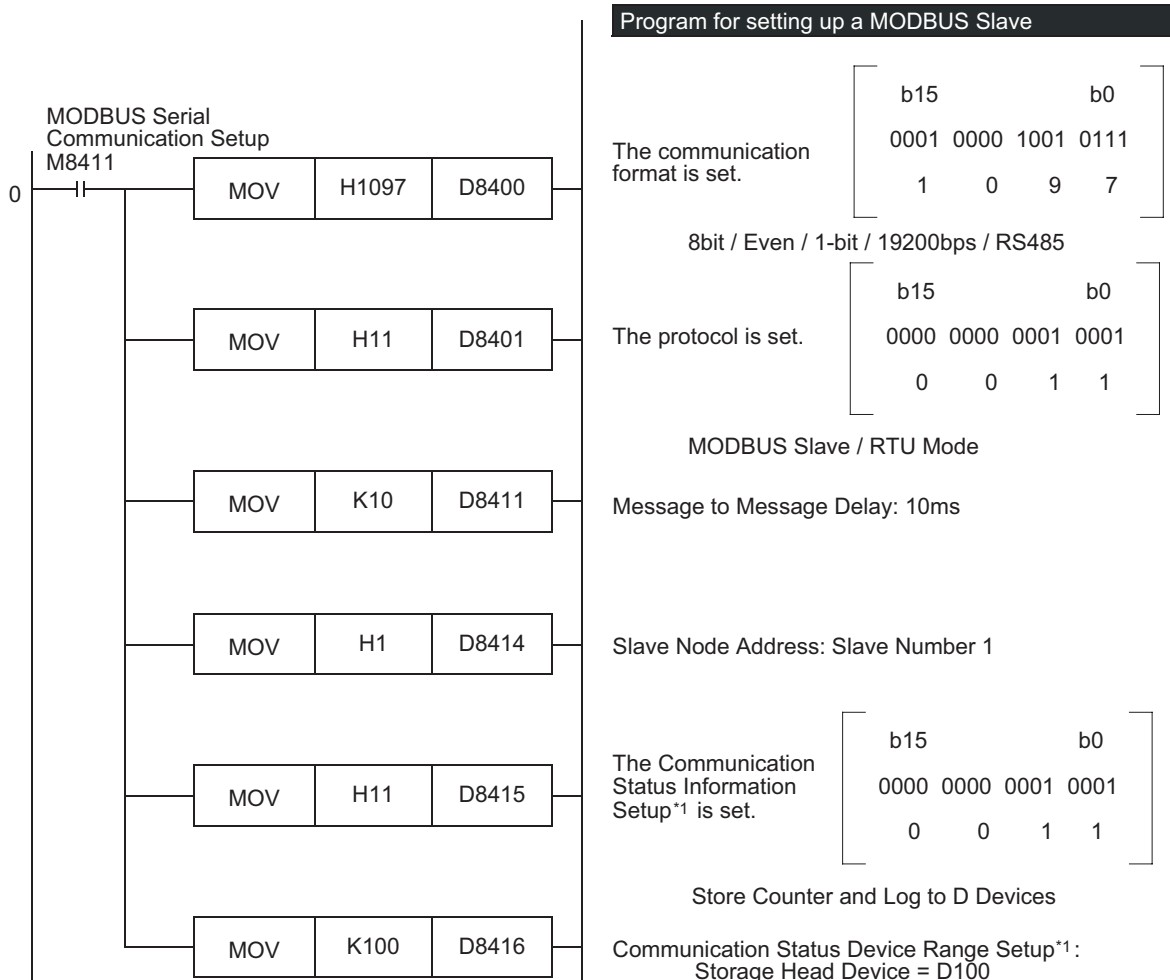 Program for setting up a MODBUS Slave
MODBUS Serial
Communication Setup
M8411
0
MOV H1097 D8400
The communication
format is set.
b15 b0
0001 0000 1001 0111
1 0 9 7
8bit / Even / 1-bit / 19200bps / RS485
MOV H11 D8401
The protocol is set.
b15 b0
0000 0000 0001 0001
0 0 1 1
MODBUS Slave / RTU Mode
MOV K10 D8411
Message to Message Delay: 10ms
MOV H1 D8414
Slave Node Address: Slave Number 1
MOV H11 D8415
The Communication
Status Information
Setup*1 is set.
b15 b0
0000 0000 0001 0001
0 0 1 1
Store Counter and Log to D Devices
MOV K100 D8416
Communication Status Device Range Setup*1:
Storage Head Device = D100